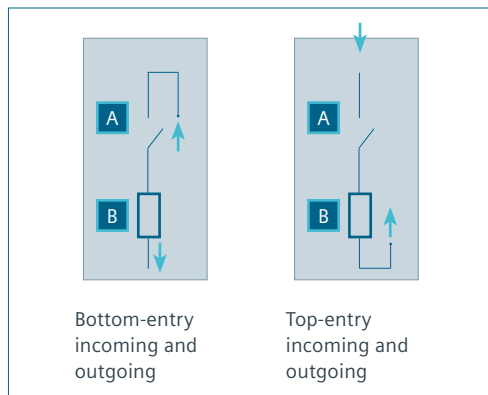 A
B
Bottom-entry
incoming and
outgoing
A
B
Top-entry
incoming and
outgoing